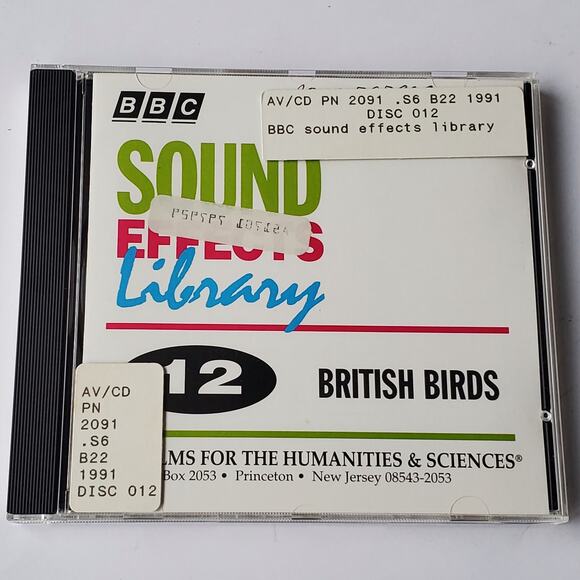 BBC
AV/CD PN 2091 .S6 B22 1991
DISC 012
BBC sound effects library
SOUND
EFFECTS
Library
12
BRITISH BIRDS
AV/CD
PN
2091
.S6
B22
1991
DISC 012
LMS FOR THE HUMANITIES & SCIENCES®
Box 2053 • Princeton • New Jersey 08543-2053